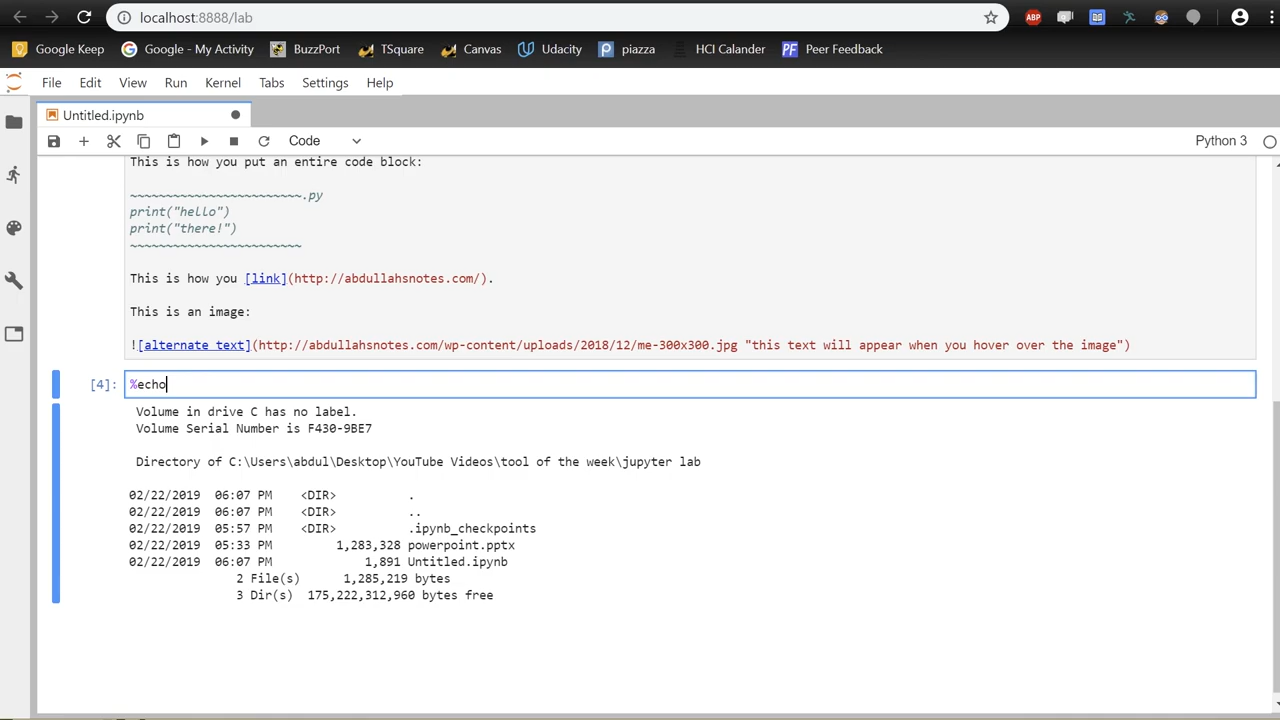 localhost:8888/lab
ABP
Google Keep
Google - My Activity
BuzzPort
TSquare
Canvas
Udacity
piazza
HCI Calander
PF Peer Feedback
File Edit View Run Kernel Tabs Settings Help
Untitled.ipynb
Code
Python 3
This is how you put an entire code block:
~~~~~~~~~~~~~~~~~~~~~~~~.py
print("hello")
print("there!")
~~~~~~~~~~~~~~~~~~~~~~~~
This is how you [link](http://abdullahsnotes.com/).
This is an image:
![alternate text](http://abdullahsnotes.com/wp-content/uploads/2018/12/me-300x300.jpg "this text will appear when you hover over the image")
[4]: %echo
Volume in drive C has no label.
Volume Serial Number is F430-9BE7
Directory of C:\Users\abdul\Desktop\YouTube Videos\tool of the week\jupyter lab
02/22/2019 06:07 PM <DIR> .
02/22/2019 06:07 PM <DIR> ..
02/22/2019 05:57 PM <DIR> .ipynb_checkpoints
02/22/2019 05:33 PM 1,283,328 powerpoint.pptx
02/22/2019 06:07 PM 1,891 Untitled.ipynb
2 File(s) 1,285,219 bytes
3 Dir(s) 175,222,312,960 bytes free